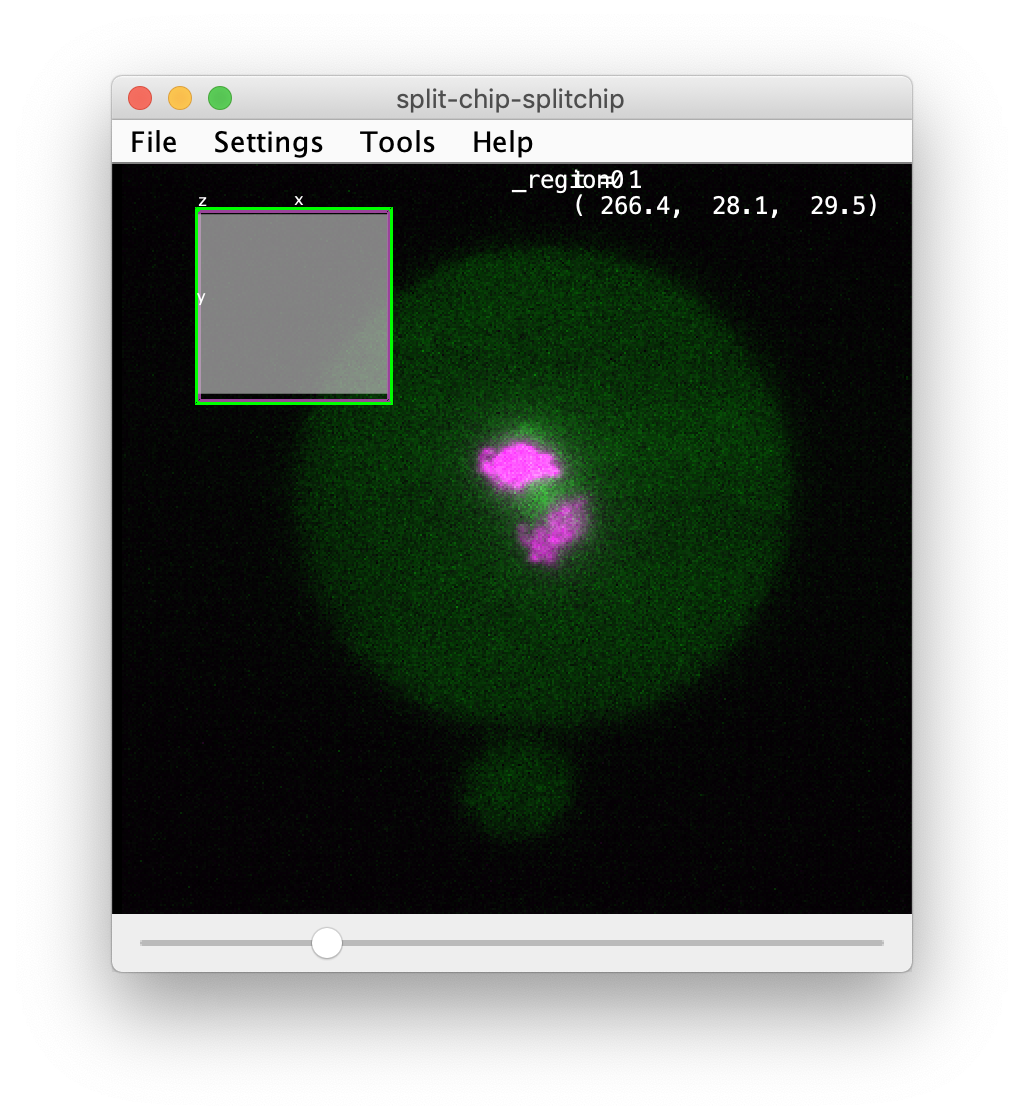 split-chip-splitchip
File Settings Tools Help
( 266.4, 28.1, 29.5)
z x
y